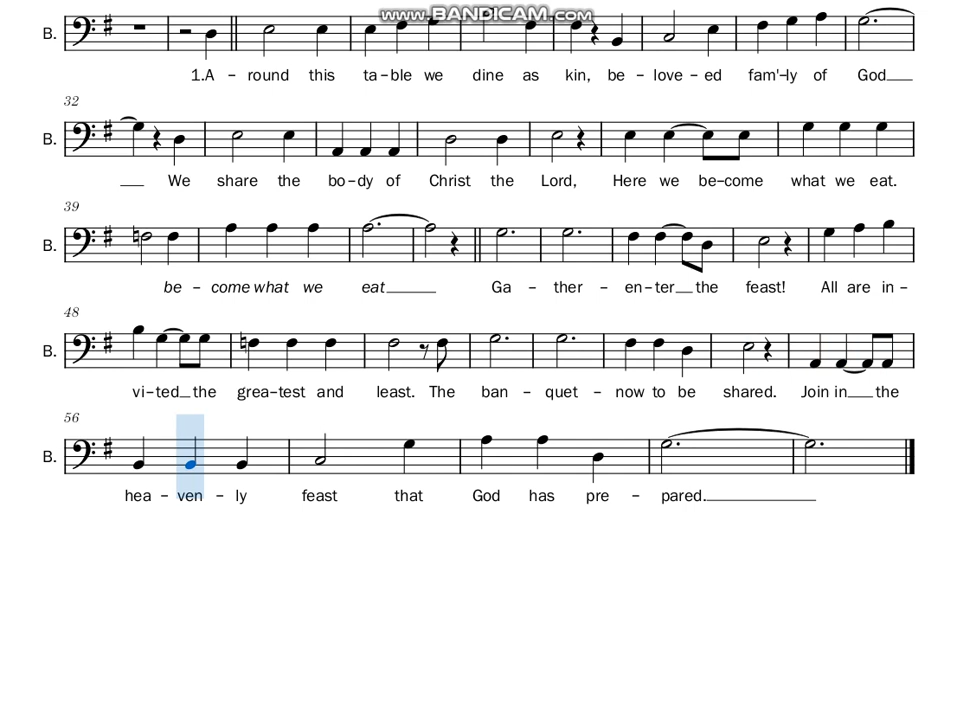 www.BANDICAM.com
B.
1.A – round this ta–ble we dine as kin, be – love – ed fam'–ly of God
32
B.
We share the bo–dy of Christ the Lord, Here we be–come what we eat.
39
B.
be – come what we eat Ga – ther – en–ter the feast! All are in –
48
B.
vi–ted the grea–test and least. The ban – quet – now to be shared. Join in the
56
B.
hea – ven – ly feast that God has pre – pared.